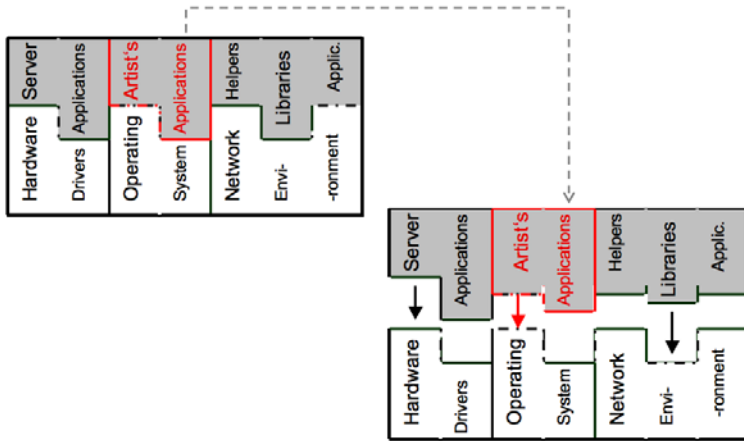 Server
Applications
Artist's
Applications
Helpers
Libraries
Applic.
Hardware
Drivers
Operating
System
Network
Envi-
-ronment
Server
Applications
Artist's
Applications
Helpers
Libraries
Applic.
Hardware
Drivers
Operating
System
Network
Envi-
-ronment